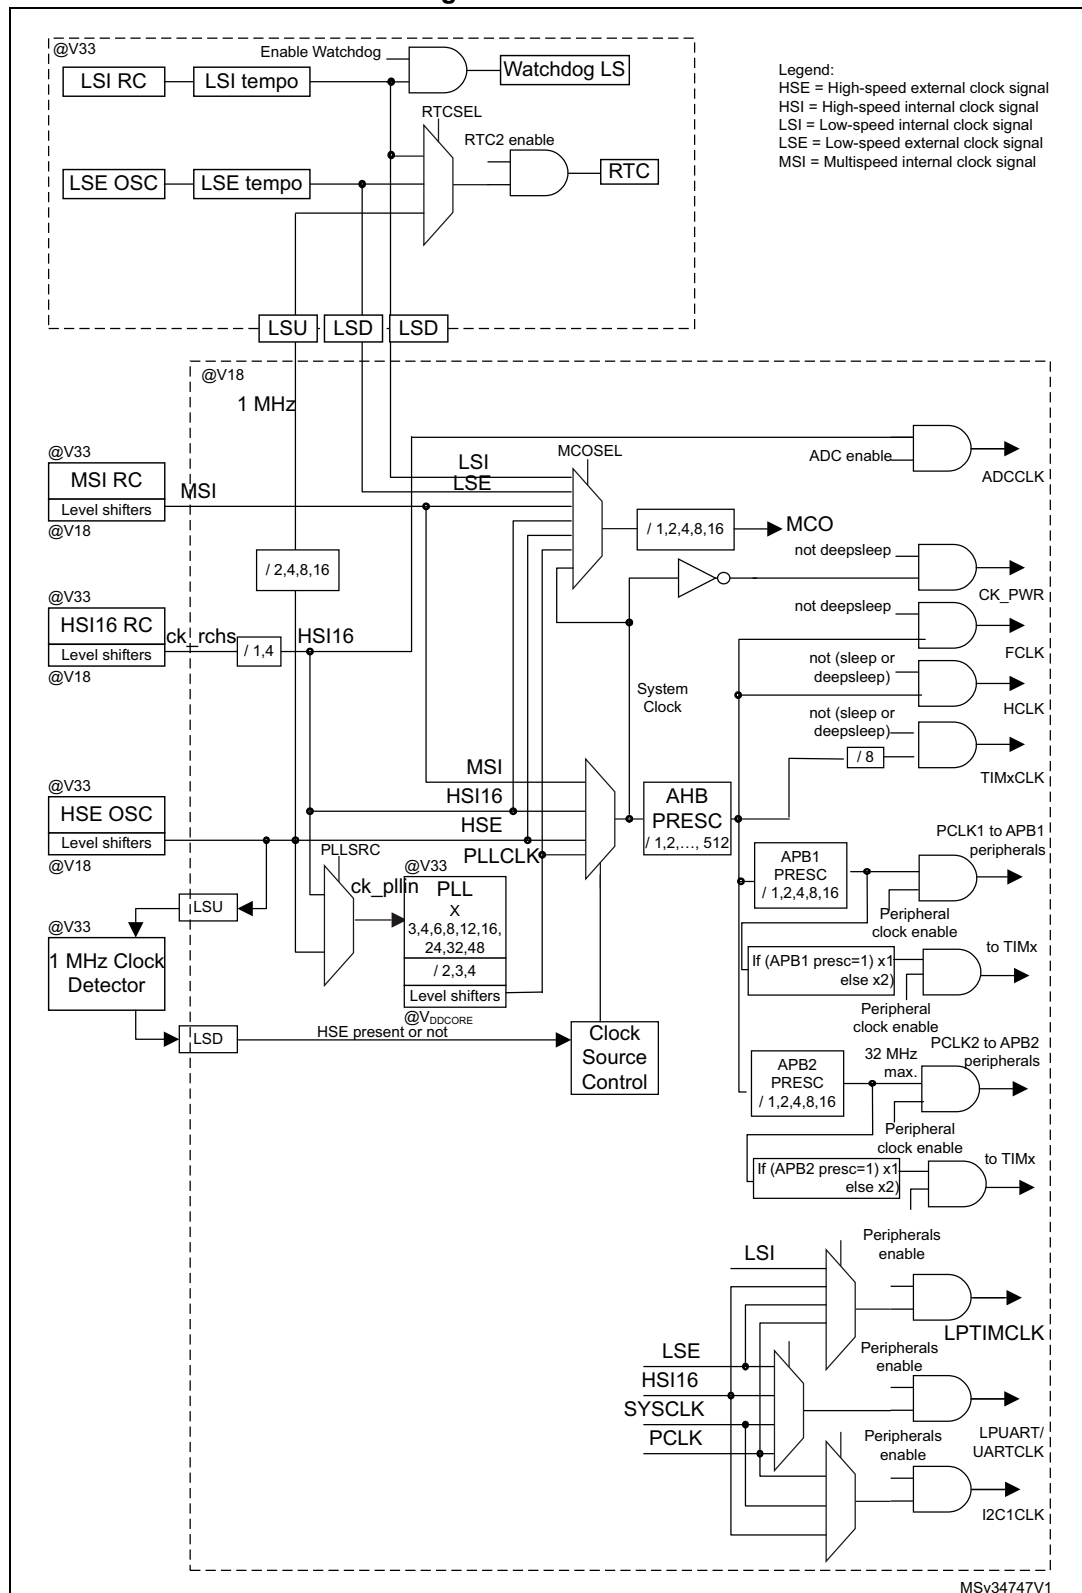 @V33
Enable Watchdog
LSI RC
LSI tempo
Watchdog LS
Legend:
HSE = High-speed external clock signal
HSI = High-speed internal clock signal
LSI = Low-speed internal clock signal
LSE = Low-speed external clock signal
MSI = Multispeed internal clock signal
RTCSEL
RTC2 enable
LSE OSC
LSE tempo
RTC
LSU
LSD
LSD
@V18
1 MHz
@V33
MSI RC
Level shifters
@V18
MSI
LSI
LSE
MCOSEL
ADC enable
ADCCLK
/ 1,2,4,8,16
MCO
/ 2,4,8,16
not deepsleep
CK_PWR
@V33
HSI16 RC
Level shifters
@V18
ck_rchs
/ 1,4
HSI16
not deepsleep
FCLK
not (sleep or
deepsleep)
HCLK
System
Clock
not (sleep or
deepsleep)
/ 8
TIMxCLK
MSI
HSI16
HSE
PLLCLK
AHB
PRESC
/ 1,2,..., 512
@V33
HSE OSC
Level shifters
@V18
PLLSRC
ck_pllin
@V33
PLL
X
3,4,6,8,12,16,
24,32,48
/ 2,3,4
Level shifters
@VDDCORE
APB1
PRESC
/ 1,2,4,8,16
PCLK1 to APB1
peripherals
Peripheral
clock enable
LSU
@V33
1 MHz Clock
Detector
LSD
HSE present or not
Clock
Source
Control
If (APB1 presc=1) x1
else x2)
to TIMx
Peripheral
clock enable
APB2
PRESC
/ 1,2,4,8,16
32 MHz
max.
PCLK2 to APB2
peripherals
Peripheral
clock enable
If (APB2 presc=1) x1
else x2)
to TIMx
LSI
Peripherals
enable
LPTIMCLK
LSE
HSI16
SYSCLK
PCLK
Peripherals
enable
LPUART/
UARTCLK
Peripherals
enable
I2C1CLK
MSv34747V1